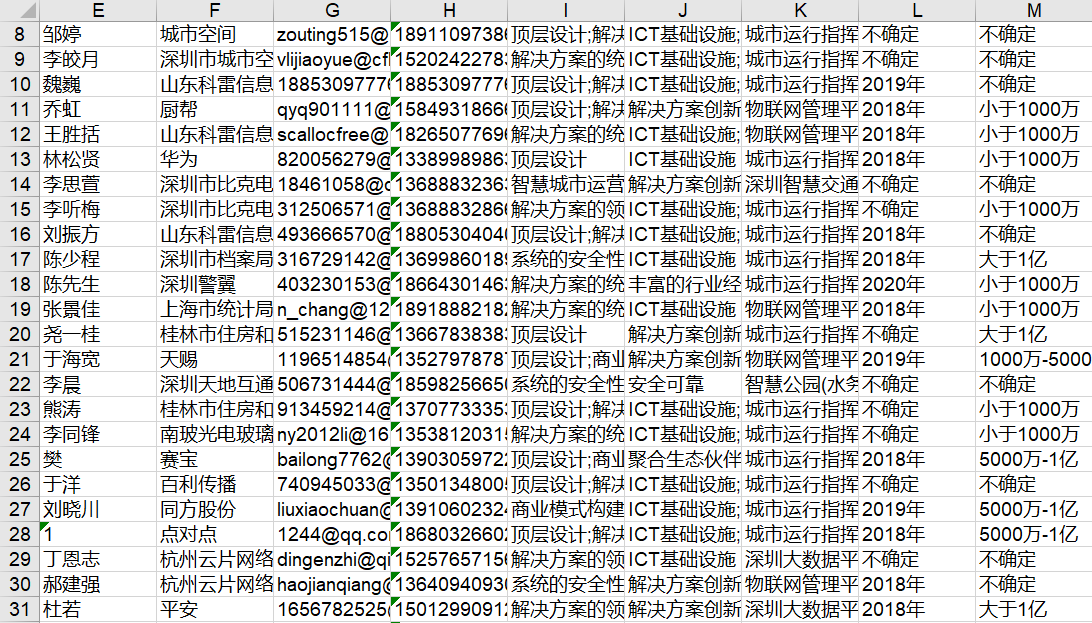 E F G H I J K L M
8 邹婷 城市空间 zouting515@ 1891109738 顶层设计;解决 ICT基础设施; 城市运行指挥 不确定 不确定
9 李皎月 深圳市城市空 vlijiaoyue@cf 1520242278 解决方案的统 ICT基础设施; 城市运行指挥 不确定 不确定
10 魏巍 山东科雷信息 1885309777 1885309777 顶层设计;解决 ICT基础设施; 城市运行指挥 2019年 不确定
11 乔虹 厨帮 qyq901111@ 1584931866 顶层设计;解决 解决方案创新 物联网管理平 2018年 小于1000万
12 王胜括 山东科雷信息 scallocfree@ 1826507769 解决方案的统 ICT基础设施; 物联网管理平 2018年 小于1000万
13 林松贤 华为 820056279@ 1338998986 顶层设计 ICT基础设施 城市运行指挥 2018年 小于1000万
14 李思萱 深圳市比克电 18461058@ 1368883236 智慧城市运营 解决方案创新 深圳智慧交通 不确定 不确定
15 李听梅 深圳市比克电 312506571@ 1368883286 解决方案的领 ICT基础设施; 城市运行指挥 不确定 小于1000万
16 刘振方 山东科雷信息 493666570@ 1880530404 顶层设计;解决 ICT基础设施; 城市运行指挥 2018年 不确定
17 陈少程 深圳市档案局 316729142@ 1369986018 系统的安全性 ICT基础设施; 城市运行指挥 2018年 大于1亿
18 陈先生 深圳警翼 403230153@ 1866430146 解决方案的统 丰富的行业经 城市运行指挥 2020年 小于1000万
19 张景佳 上海市统计局 n_chang@12 1891888218 解决方案的统 ICT基础设施 物联网管理平 2018年 小于1000万
20 尧一桂 桂林市住房和 515231146@ 1366783838 顶层设计 解决方案创新 城市运行指挥 不确定 大于1亿
21 于海宽 天赐 1196514854 1352797878 顶层设计;商业 解决方案创新 物联网管理平 2019年 1000万-5000
22 李晨 深圳天地互通 506731444@ 1859825665 系统的安全性 安全可靠 智慧公园(水务 不确定 不确定
23 熊涛 桂林市住房和 913459214@ 1370773335 顶层设计;解决 ICT基础设施; 城市运行指挥 不确定 小于1000万
24 李同锋 南玻光电玻璃 ny2012li@16 1353812031 解决方案的统 ICT基础设施; 城市运行指挥 不确定 小于1000万
25 樊 赛宝 bailong7762@ 1390305972 顶层设计;商业 聚合生态伙伴 城市运行指挥 2018年 5000万-1亿
26 于洋 百利传播 740945033@ 1350134800 顶层设计;解决 ICT基础设施; 城市运行指挥 不确定 不确定
27 刘晓川 同方股份 liuxiaochuan@ 1391060232 商业模式构建 ICT基础设施; 城市运行指挥 2019年 5000万-1亿
28 1 点对点 1244@qq.co 1868032660 顶层设计;解决 ICT基础设施; 城市运行指挥 2018年 5000万-1亿
29 丁恩志 杭州云片网络 dingenzhi@qi 1525765715 解决方案的领 ICT基础设施 深圳大数据平 不确定 不确定
30 郝建强 杭州云片网络 haojianqiang@ 1364094093 系统的安全性 解决方案创新 物联网管理平 2018年 不确定
31 杜若 平安 1656782525 1501299091 解决方案的领 解决方案创新 深圳大数据平 2018年 大于1亿